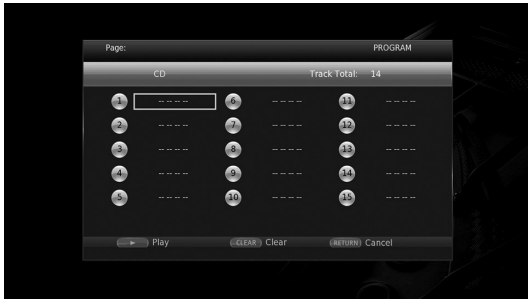 Page: PROGRAM
CD Track Total: 14
1 -- -- -- -- 6 -- -- -- -- 11 -- -- -- --
2 -- -- -- -- 7 -- -- -- -- 12 -- -- -- --
3 -- -- -- -- 8 -- -- -- -- 13 -- -- -- --
4 -- -- -- -- 9 -- -- -- -- 14 -- -- -- --
5 -- -- -- -- 10 -- -- -- -- 15 -- -- -- --
Play CLEAR Clear RETURN Cancel